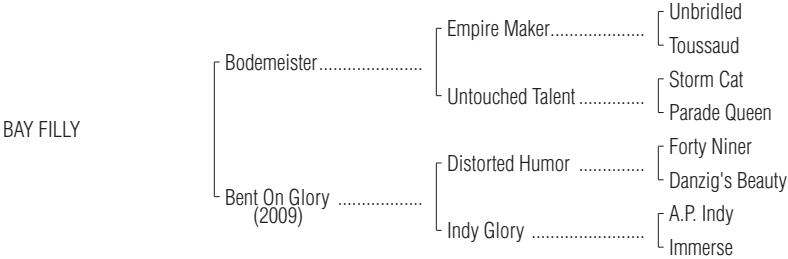 Unbridled
Empire Maker....................
Toussaud
Bodemeister......................
Storm Cat
Untouched Talent ..............
Parade Queen
BAY FILLY
Forty Niner
Distorted Humor ..............
Danzig's Beauty
Bent On Glory ..................
(2009)
A.P. Indy
Indy Glory ........................
Immerse